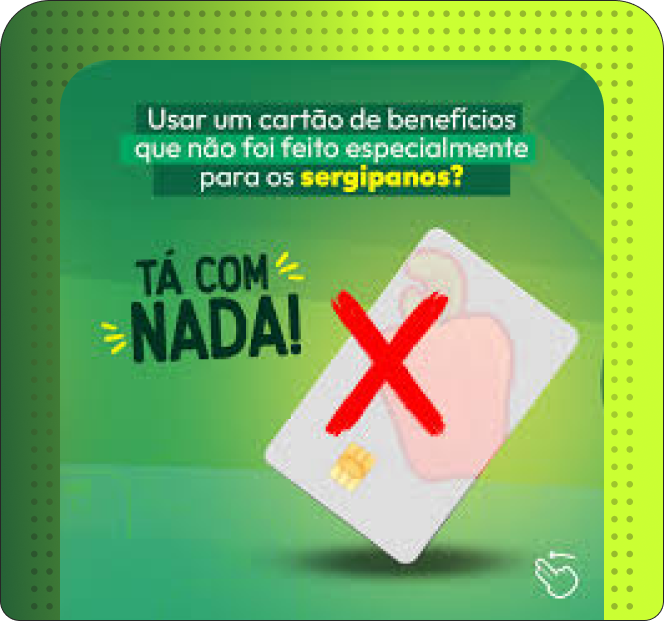 Usar um cartão de benefícios
que não foi feito especialmente
para os sergipanos?
TÁ COM
NADA!